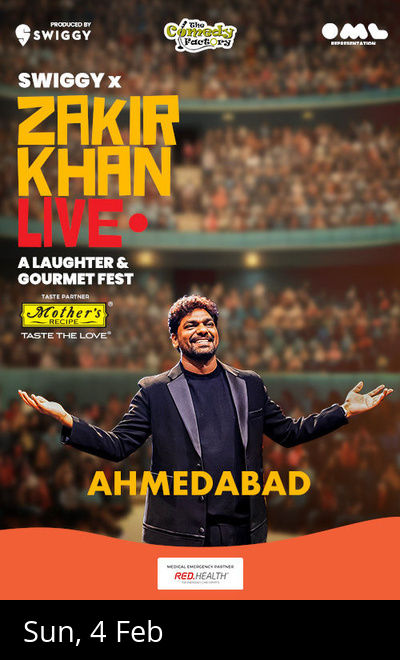 PRODUCED BY
SWIGGY
The
Comedy
Factory
OML
REPRESENTATION
SWIGGY x
ZAKIR
KHAN
LIVE
A LAUGHTER &
GOURMET FEST
TASTE PARTNER
Mother's
RECIPE
®
TASTE THE LOVE®
AHMEDABAD
MEDICAL EMERGENCY PARTNER
RED.HEALTH
Sun, 4 Feb